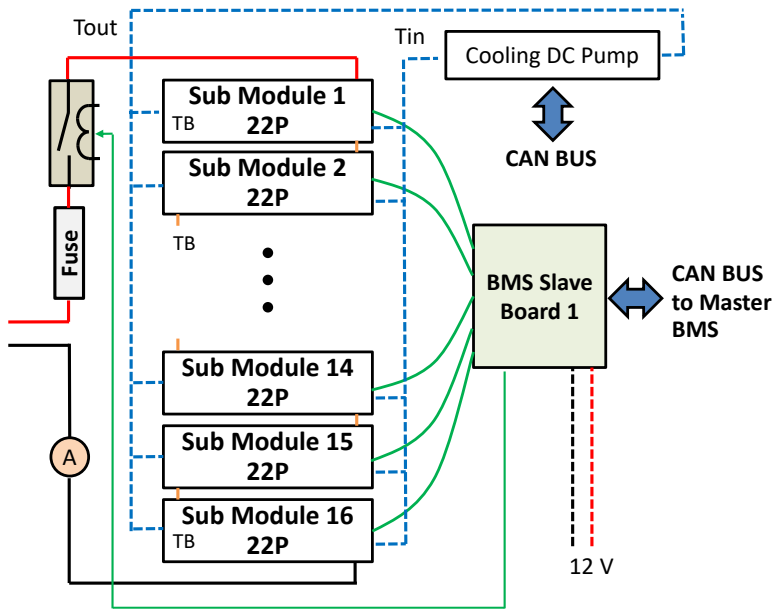 Tout
Tin
Cooling DC Pump
CAN BUS
Sub Module 1
TB
22P
Sub Module 2
22P
TB
Fuse
BMS Slave
Board 1
CAN BUS
to Master
BMS
Sub Module 14
22P
A
Sub Module 15
22P
Sub Module 16
TB
22P
12 V